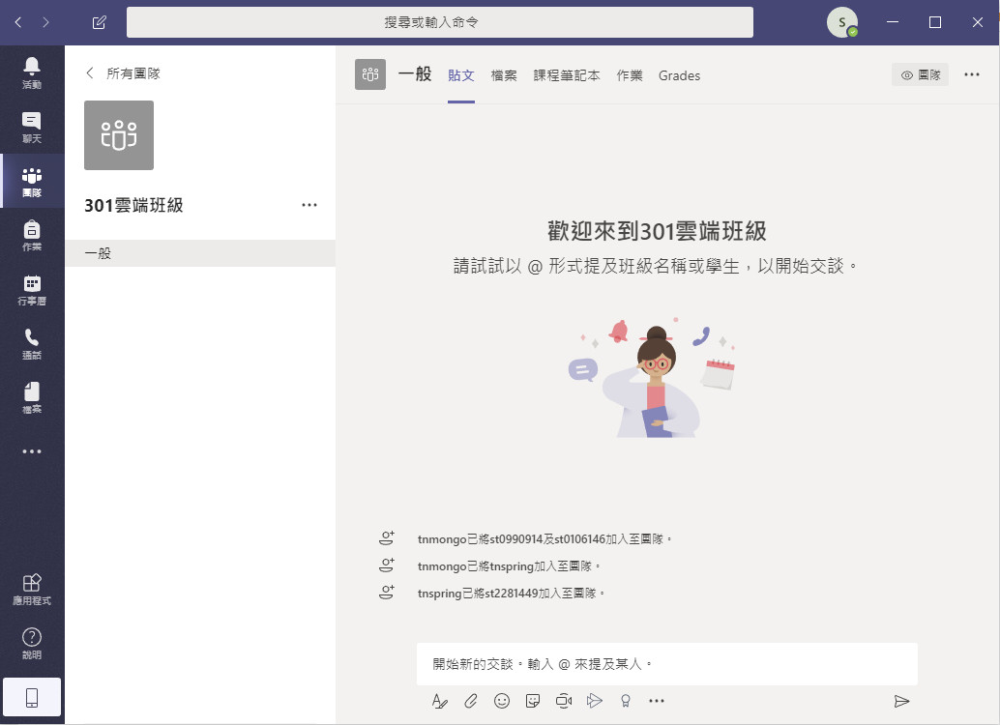 搜尋或輸入命令
S
活動
聊天
團隊
作業
行事曆
通話
檔案
應用程式
說明
所有團隊
301雲端班級
一般
一般 貼文 檔案 課程筆記本 作業 Grades
團隊
歡迎來到301雲端班級
請試試以 @ 形式提及班級名稱或學生，以開始交談。
tnmongo已將st0990914及st0106146加入至團隊。
tnmongo已將tnspring加入至團隊。
tnspring已將st2281449加入至團隊。
開始新的交談。輸入 @ 來提及某人。